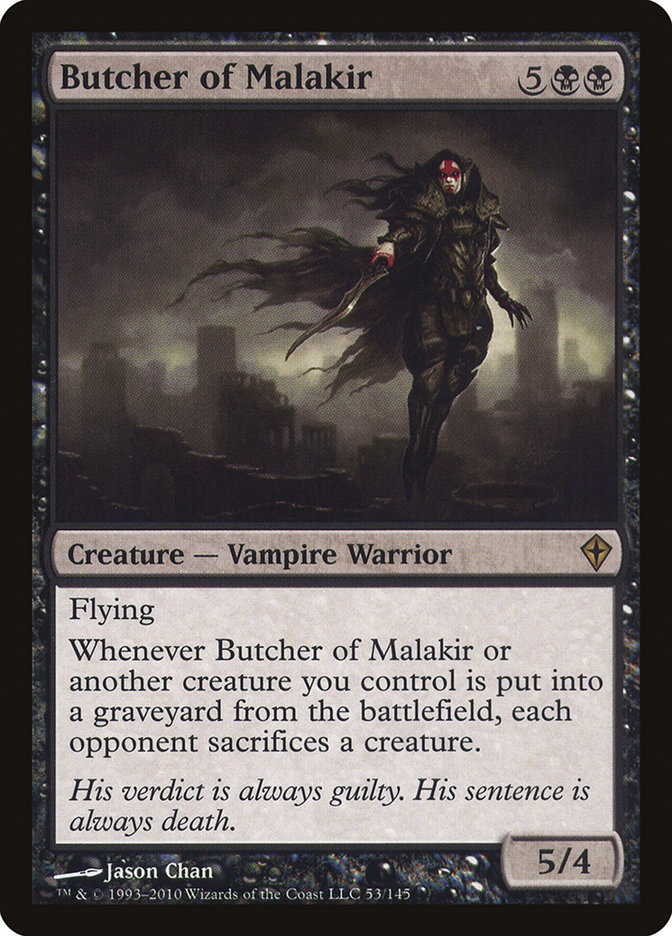 Butcher of Malakir 5
Creature — Vampire Warrior
Flying
Whenever Butcher of Malakir or
another creature you control is put into
a graveyard from the battlefield, each
opponent sacrifices a creature.
His verdict is always guilty. His sentence is
always death.
5/4
Jason Chan
™ & © 1993–2010 Wizards of the Coast LLC 53/145